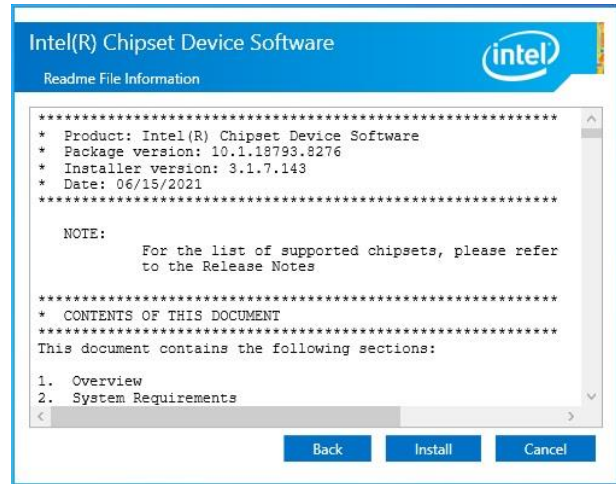 Intel(R) Chipset Device Software
intel
Readme File Information
**************************************************************
*  Product: Intel(R) Chipset Device Software
*  Package version: 10.1.18793.8276
*  Installer version: 3.1.7.143
*  Date: 06/15/2021
**************************************************************
NOTE:
For the list of supported chipsets, please refer
to the Release Notes
**************************************************************
*  CONTENTS OF THIS DOCUMENT
**************************************************************
This document contains the following sections:
1.  Overview
2.  System Requirements
Back
Install
Cancel